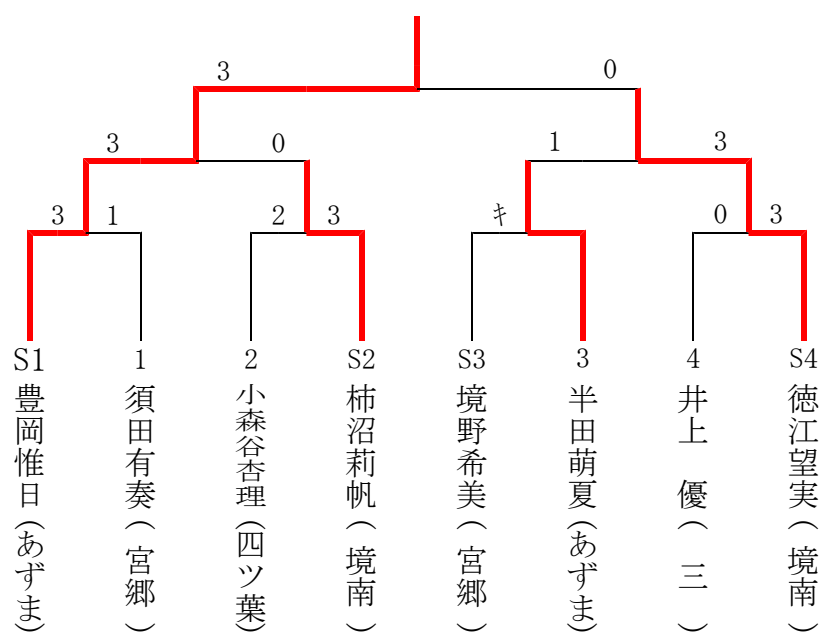 3 0
3 0 1 3
3 1 2 3 ｷ 0 3
S1 1 2 S2 S3 3 4 S4
豊岡惟日(あずま)
須田有奏(宮郷)
小森谷杏理(四ツ葉)
柿沼莉帆(境南)
境野希美(宮郷)
半田萌夏(あずま)
井上　優(三)
徳江望実(境南)